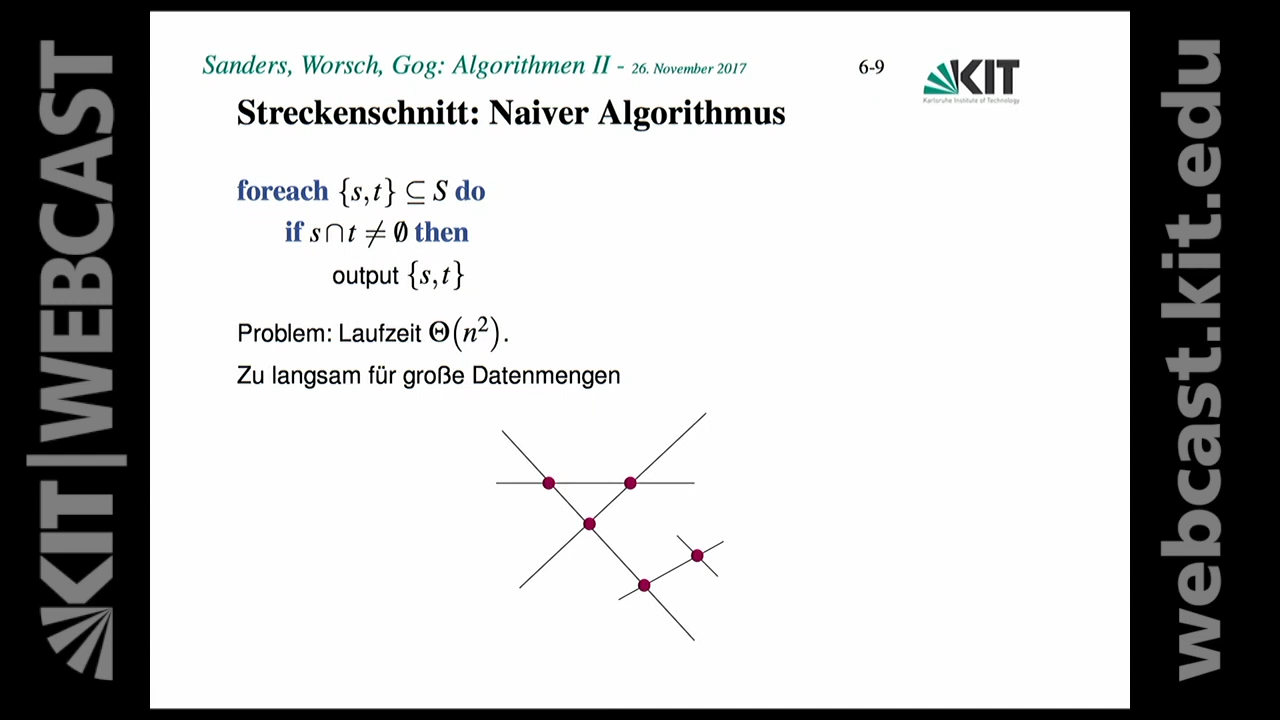 KIT|WEBCAST
Sanders, Worsch, Gog: Algorithmen II - 26. November 2017
6-9
KIT
Karlsruhe Institute of Technology
Streckenschnitt: Naiver Algorithmus
foreach {s,t} ⊆ S do
if s∩t ≠ ∅ then
output {s,t}
Problem: Laufzeit Θ(n²).
Zu langsam für große Datenmengen
webcast.kit.edu